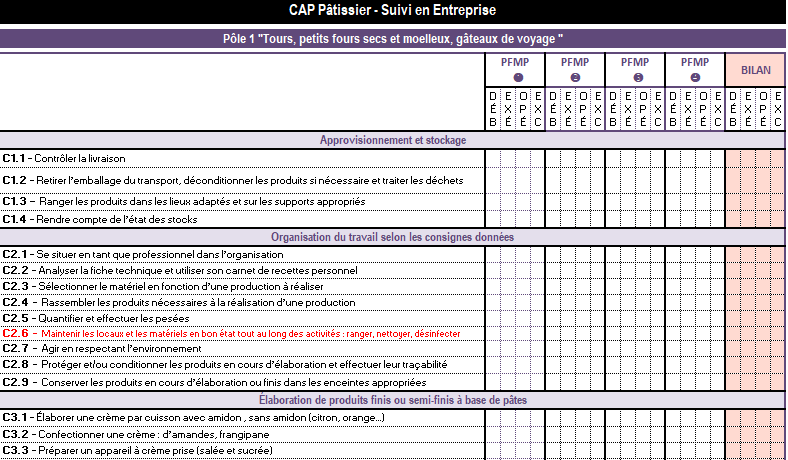 CAP Pâtissier - Suivi en Entreprise
Pôle 1 "Tours, petits fours secs et moelleux, gâteaux de voyage "
PFMP ❶ PFMP ❷ PFMP ❸ PFMP ❹ BILAN
DÉB EXÉ OPÉ EXC DÉB EXÉ OPÉ EXC DÉB EXÉ OPÉ EXC DÉB EXÉ OPÉ EXC DÉB EXÉ OPÉ EXC
Approvisionnement et stockage
C1.1 - Contrôler la livraison
C1.2 - Retirer l'emballage du transport, déconditionner les produits si nécessaire et traiter les déchets
C1.3 - Ranger les produits dans les lieux adaptés et sur les supports appropriés
C1.4 - Rendre compte de l'état des stocks
Organisation du travail selon les consignes données
C2.1 - Se situer en tant que professionnel dans l'organisation
C2.2 - Analyser la fiche technique et utiliser son carnet de recettes personnel
C2.3 - Sélectionner le matériel en fonction d'une production à réaliser
C2.4 - Rassembler les produits nécessaires à la réalisation d'une production
C2.5 - Quantifier et effectuer les pesées
C2.6 - Maintenir les locaux et les matériels en bon état tout au long des activités : ranger, nettoyer, désinfecter
C2.7 - Agir en respectant l'environnement
C2.8 - Protéger et/ou conditionner les produits en cours d'élaboration et effectuer leur traçabilité
C2.9 - Conserver les produits en cours d'élaboration ou finis dans les enceintes appropriées
Élaboration de produits finis ou semi-finis à base de pâtes
C3.1 - Élaborer une crème par cuisson avec amidon , sans amidon (citron, orange...)
C3.2 - Confectionner une crème : d'amandes, frangipane
C3.3 - Préparer un appareil à crème prise (salée et sucrée)